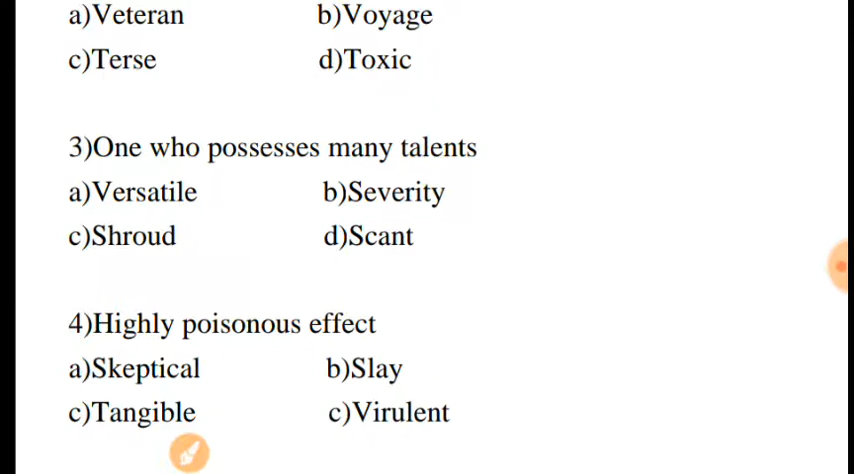 a)Veteran b)Voyage
c)Terse d)Toxic
3)One who possesses many talents
a)Versatile b)Severity
c)Shroud d)Scant
4)Highly poisonous effect
a)Skeptical b)Slay
c)Tangible c)Virulent